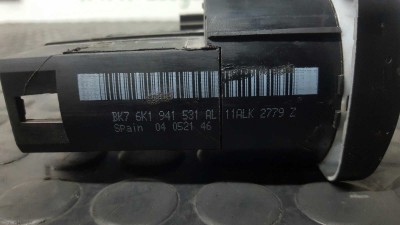 BK7 6K1 941 531 AL 11ALK 2779 Z
Spain 04 0521 46